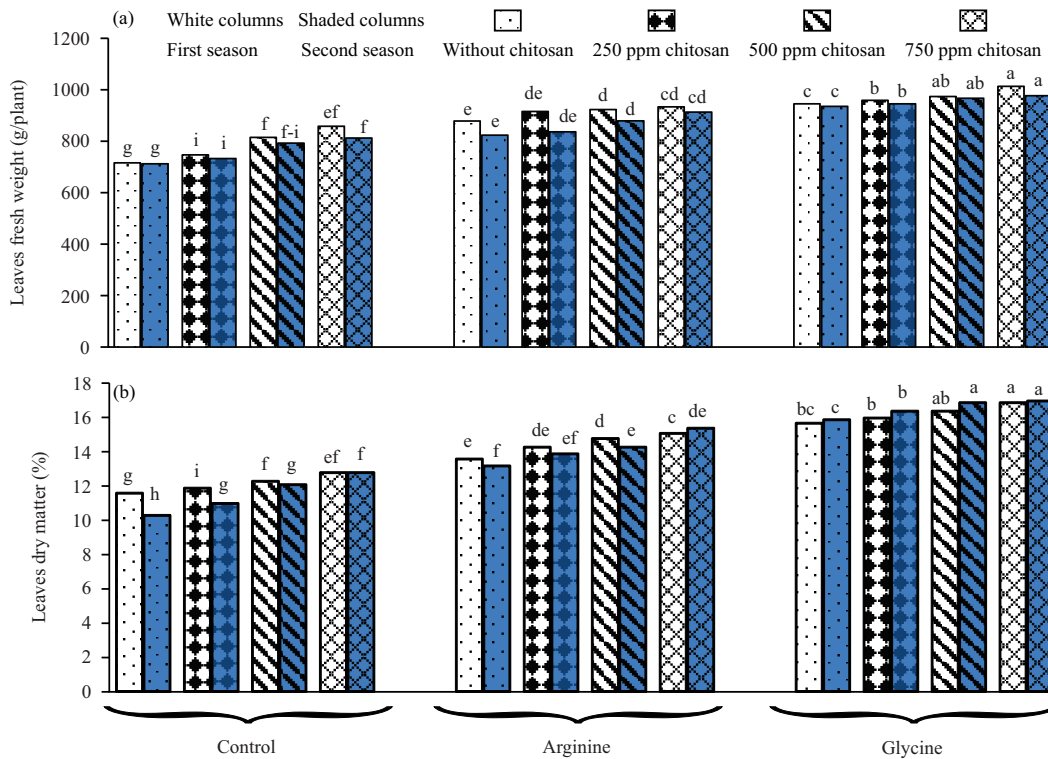 (a) White columns Shaded columns
First season Second season Without chitosan 250 ppm chitosan 500 ppm chitosan 750 ppm chitosan
Leaves fresh weight (g/plant)
1200
1000
800
600
400
200
0
g g i i f f-i ef f e e de de d d cd cd c c b b ab ab a a
(b)
Leaves dry matter (%)
18
16
14
12
10
8
6
4
2
0
g h i g f g ef f e f de ef d e c de bc c b b ab a a a
Control Arginine Glycine